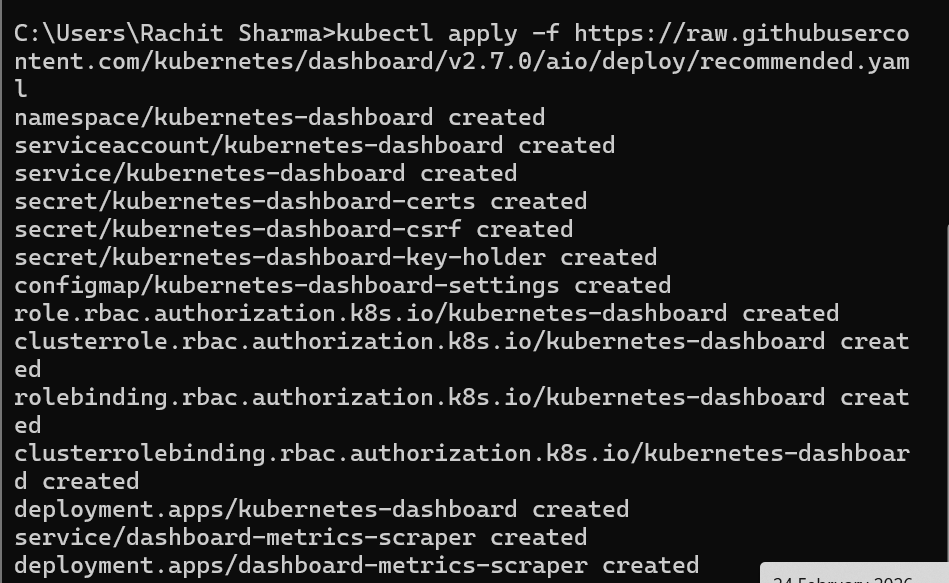 C:\Users\Rachit Sharma>kubectl apply -f https://raw.githubuserco
ntent.com/kubernetes/dashboard/v2.7.0/aio/deploy/recommended.yam
l
namespace/kubernetes-dashboard created
serviceaccount/kubernetes-dashboard created
service/kubernetes-dashboard created
secret/kubernetes-dashboard-certs created
secret/kubernetes-dashboard-csrf created
secret/kubernetes-dashboard-key-holder created
configmap/kubernetes-dashboard-settings created
role.rbac.authorization.k8s.io/kubernetes-dashboard created
clusterrole.rbac.authorization.k8s.io/kubernetes-dashboard creat
ed
rolebinding.rbac.authorization.k8s.io/kubernetes-dashboard creat
ed
clusterrolebinding.rbac.authorization.k8s.io/kubernetes-dashboar
d created
deployment.apps/kubernetes-dashboard created
service/dashboard-metrics-scraper created
deployment.apps/dashboard-metrics-scraper created
24 February 2026